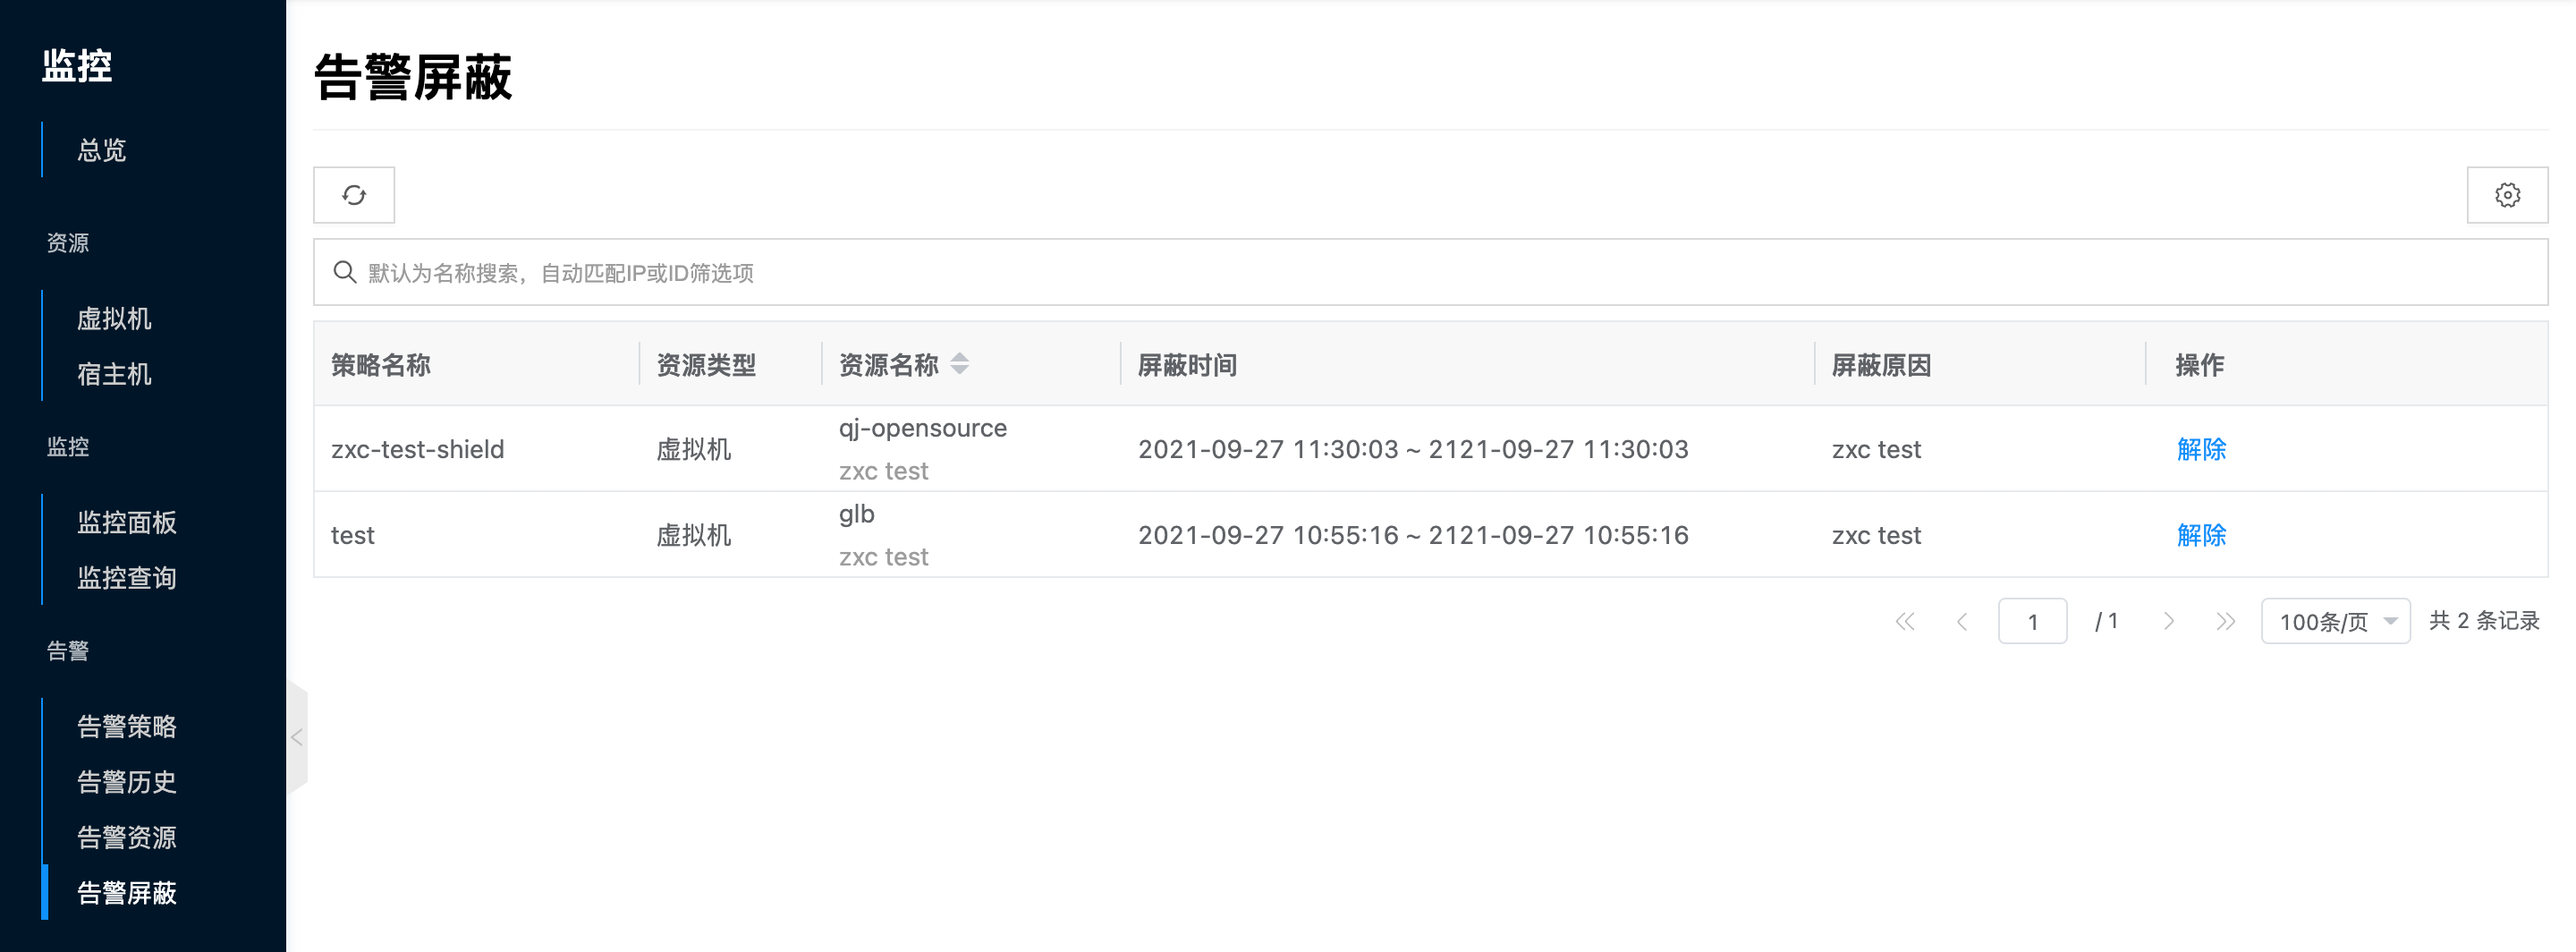 监控
总览
资源
虚拟机
宿主机
监控
监控面板
监控查询
告警
告警策略
告警历史
告警资源
告警屏蔽
告警屏蔽
默认为名称搜索，自动匹配IP或ID筛选项
策略名称 资源类型 资源名称 屏蔽时间 屏蔽原因 操作
zxc-test-shield 虚拟机 qj-opensource 2021-09-27 11:30:03 ~ 2121-09-27 11:30:03 zxc test 解除
zxc test
test 虚拟机 glb 2021-09-27 10:55:16 ~ 2121-09-27 10:55:16 zxc test 解除
zxc test
1 / 1 100条/页 共 2 条记录